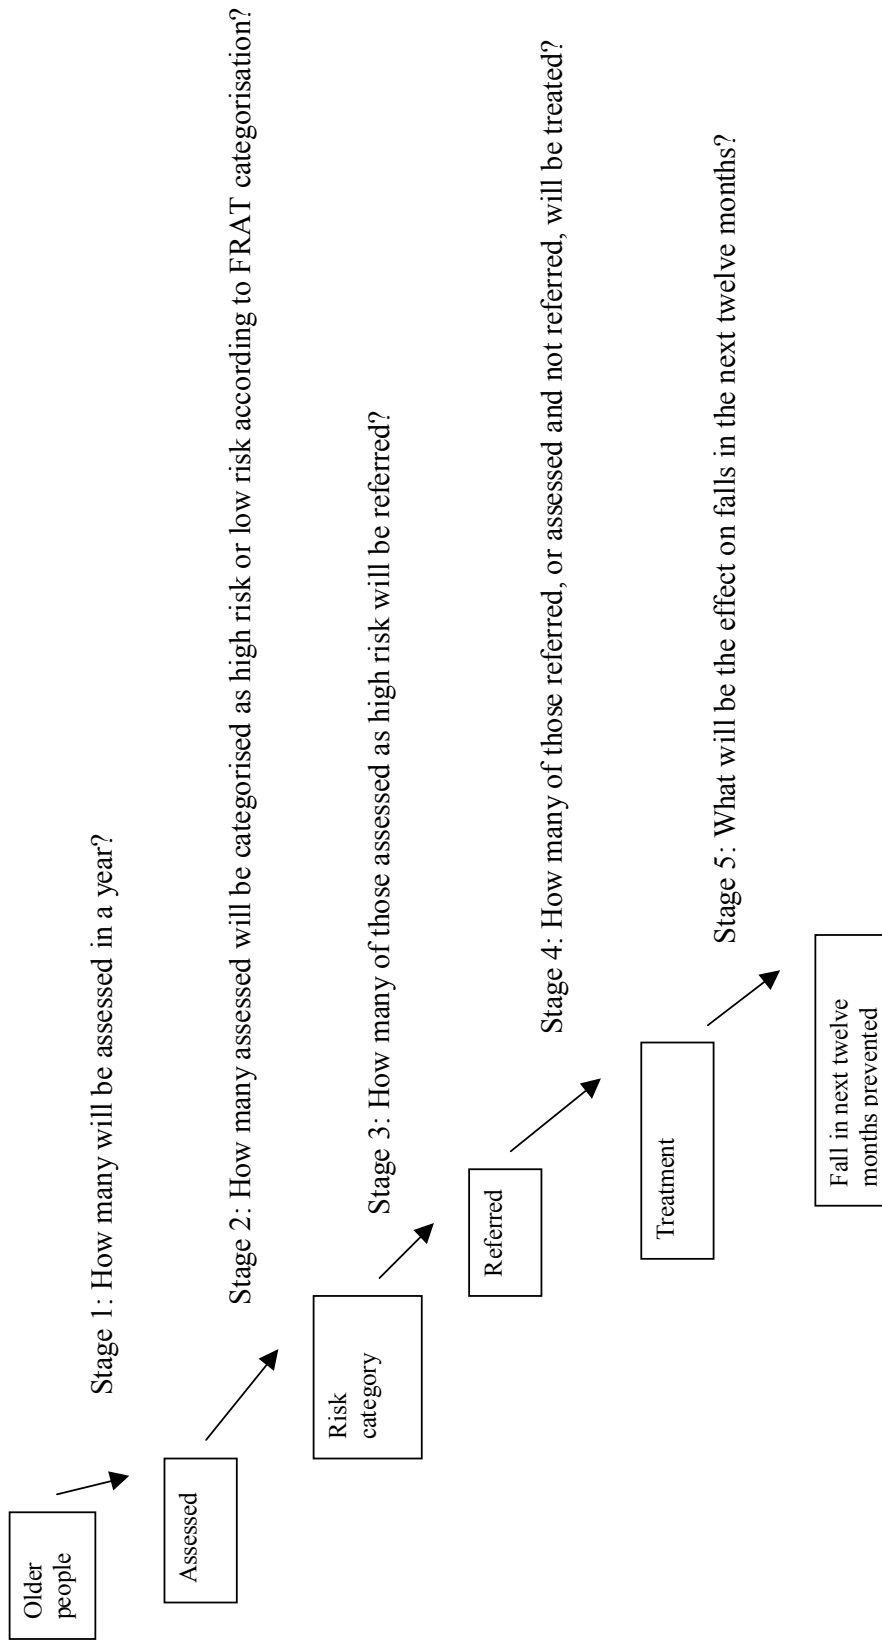 Older
people
Stage 1: How many will be assessed in a year?
Assessed
Stage 2: How many assessed will be categorised as high risk or low risk according to FRAT categorisation?
Risk
category
Stage 3: How many of those assessed as high risk will be referred?
Referred
Stage 4: How many of those referred, or assessed and not referred, will be treated?
Treatment
Stage 5: What will be the effect on falls in the next twelve months?
Fall in next twelve
months prevented